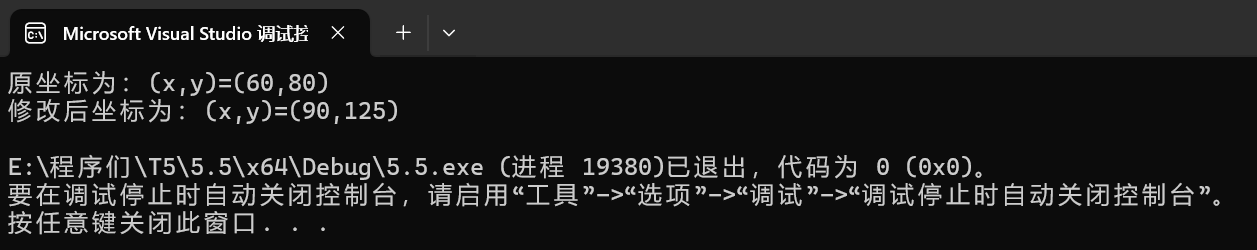 Microsoft Visual Studio 调试控
原坐标为：(x,y)=(60,80)
修改后坐标为：(x,y)=(90,125)
E:\程序们\T5\5.5\x64\Debug\5.5.exe (进程 19380)已退出，代码为 0 (0x0)。
要在调试停止时自动关闭控制台，请启用“工具”->“选项”->“调试”->“调试停止时自动关闭控制台”。
按任意键关闭此窗口. . .